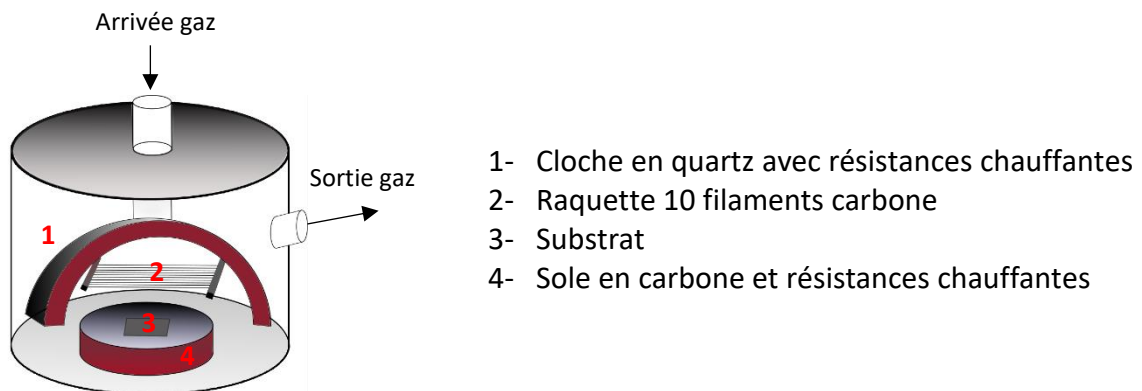 Arrivée gaz
Sortie gaz
1
2
3
4
1- Cloche en quartz avec résistances chauffantes
2- Raquette 10 filaments carbone
3- Substrat
4- Sole en carbone et résistances chauffantes